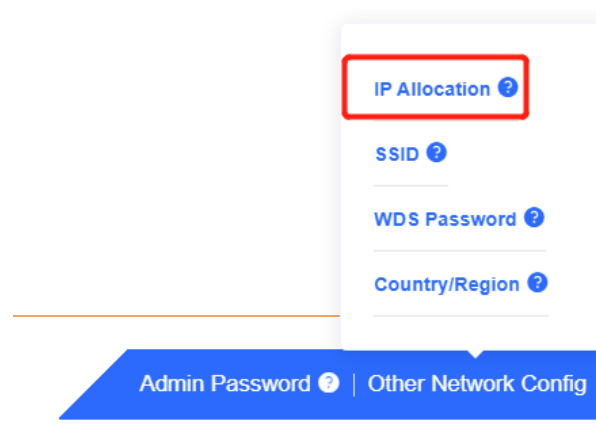 IP Allocation ?
SSID ?
WDS Password ?
Country/Region ?
Admin Password ? | Other Network Config